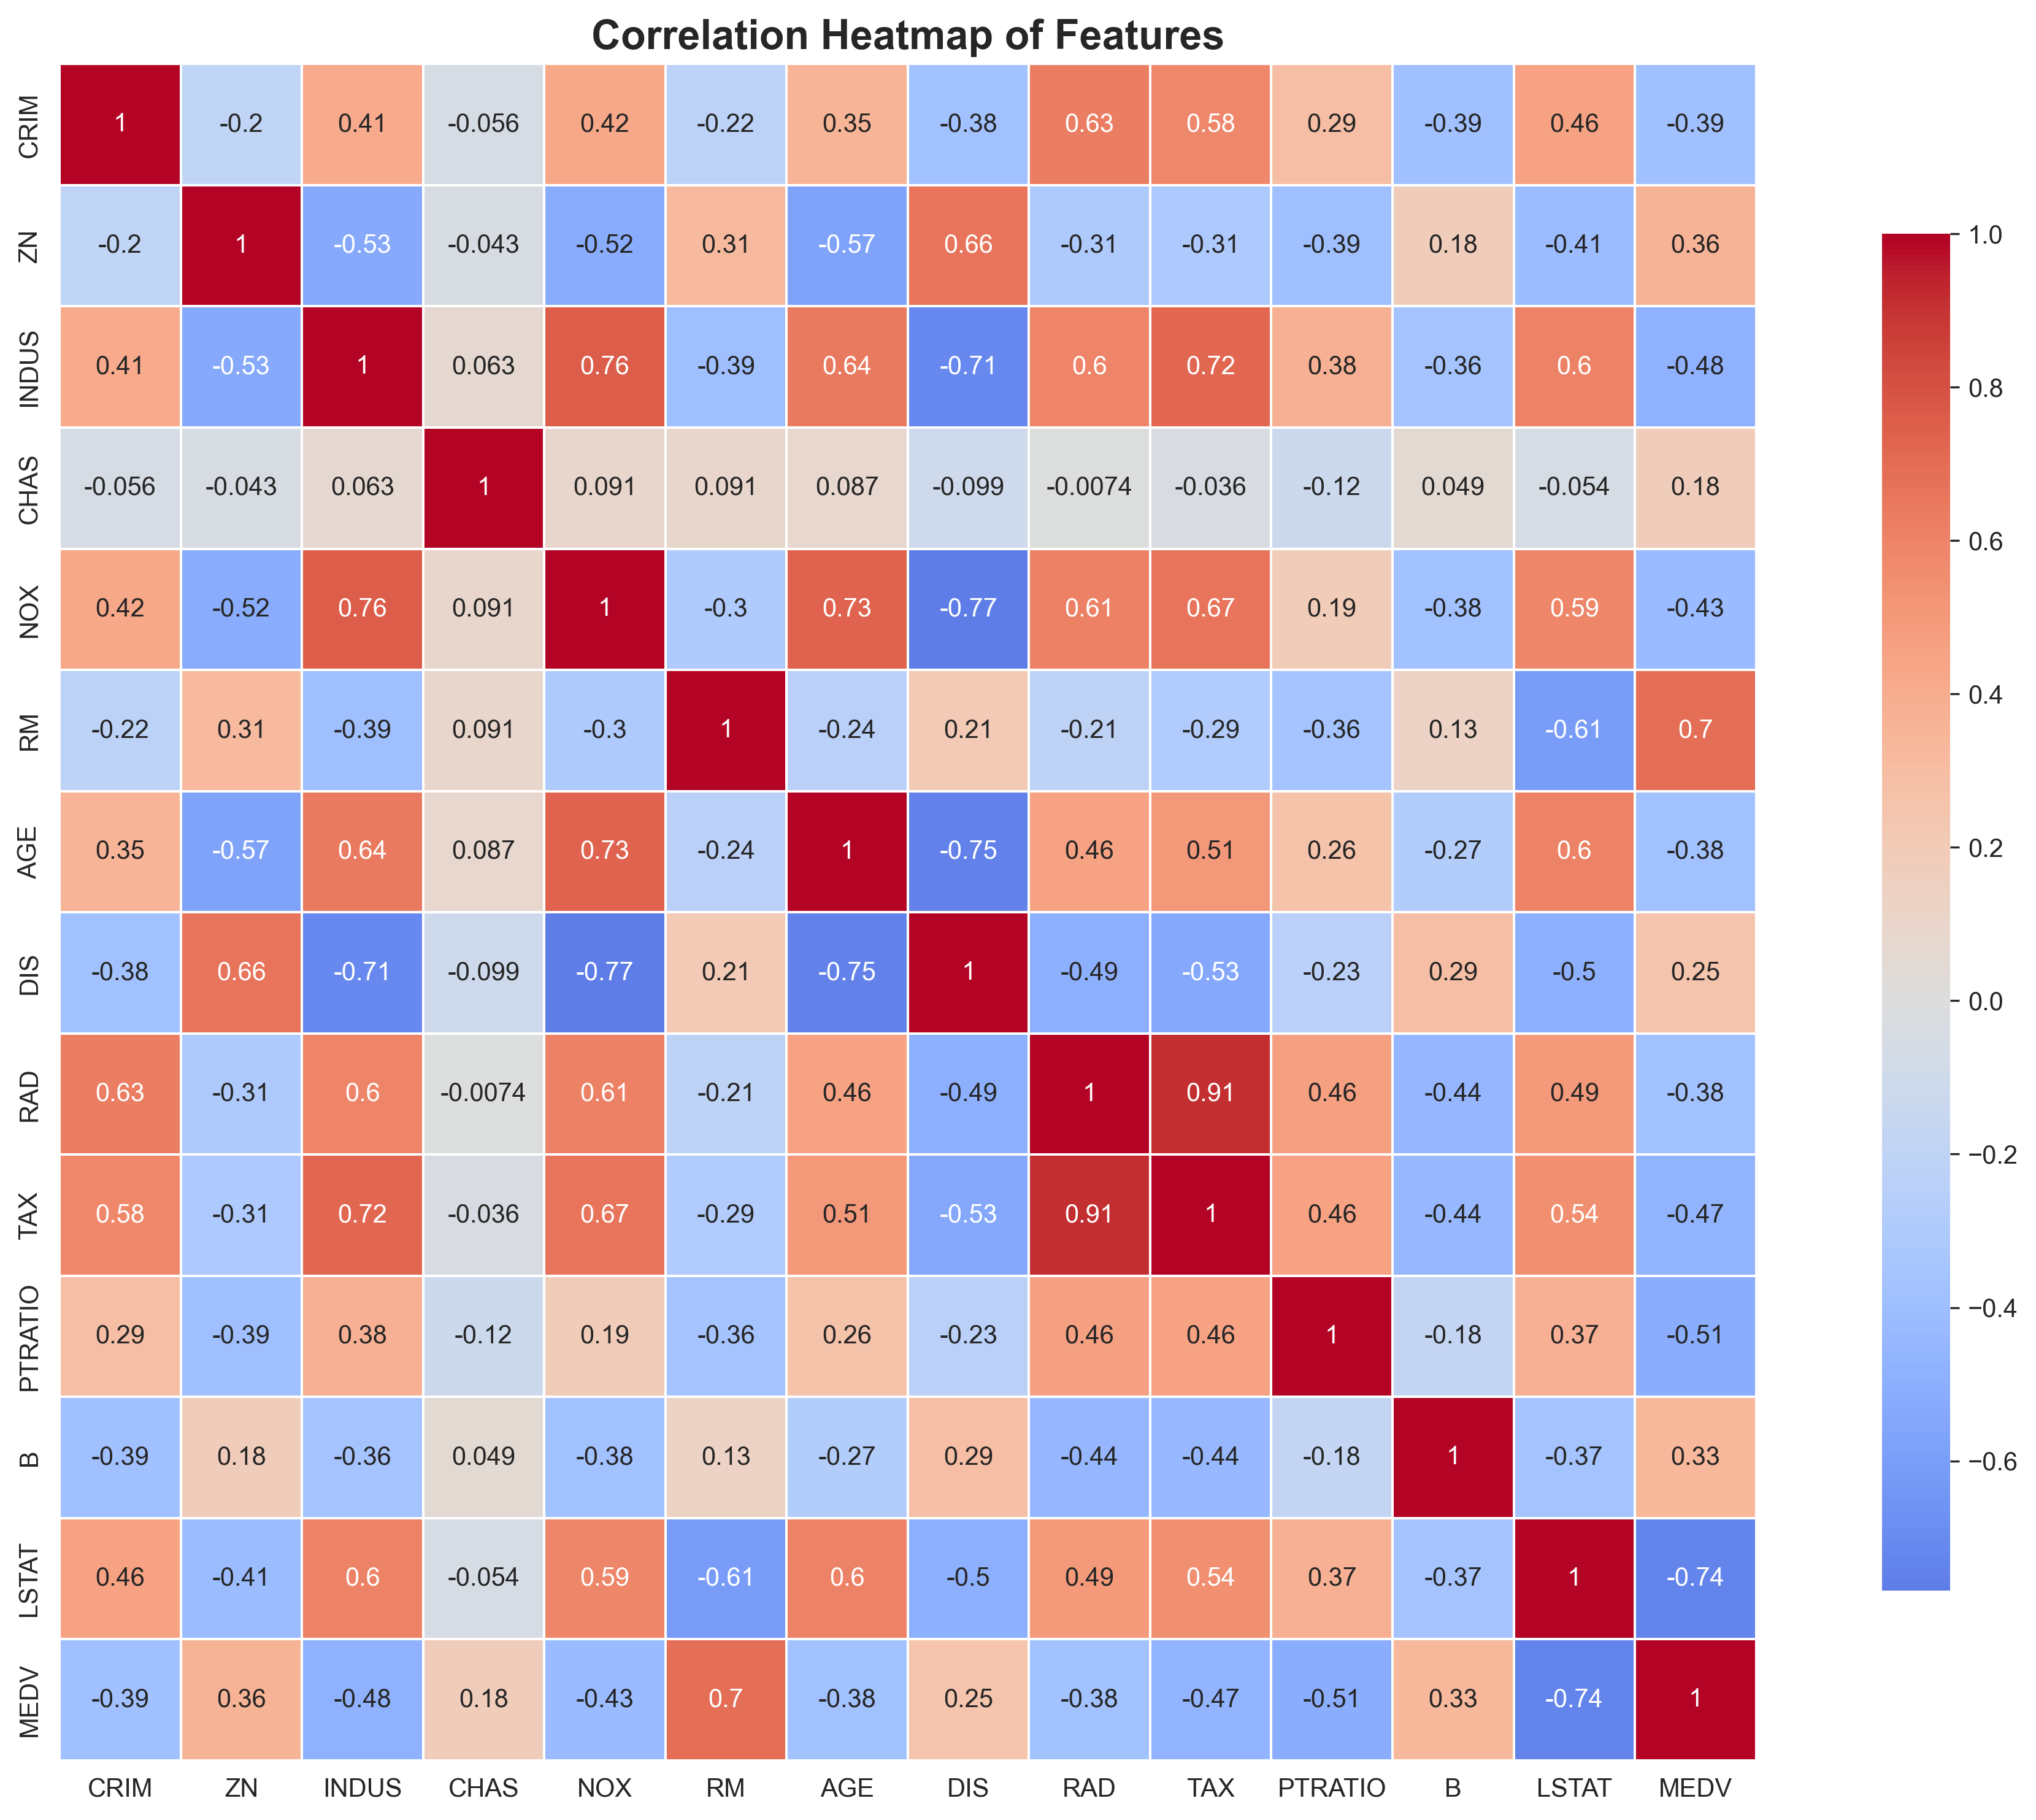 Correlation Heatmap of Features
CRIM 1 -0.2 0.41 -0.056 0.42 -0.22 0.35 -0.38 0.63 0.58 0.29 -0.39 0.46 -0.39
ZN -0.2 1 -0.53 -0.043 -0.52 0.31 -0.57 0.66 -0.31 -0.31 -0.39 0.18 -0.41 0.36
INDUS 0.41 -0.53 1 0.063 0.76 -0.39 0.64 -0.71 0.6 0.72 0.38 -0.36 0.6 -0.48
CHAS -0.056 -0.043 0.063 1 0.091 0.091 0.087 -0.099 -0.0074 -0.036 -0.12 0.049 -0.054 0.18
NOX 0.42 -0.52 0.76 0.091 1 -0.3 0.73 -0.77 0.61 0.67 0.19 -0.38 0.59 -0.43
RM -0.22 0.31 -0.39 0.091 -0.3 1 -0.24 0.21 -0.21 -0.29 -0.36 0.13 -0.61 0.7
AGE 0.35 -0.57 0.64 0.087 0.73 -0.24 1 -0.75 0.46 0.51 0.26 -0.27 0.6 -0.38
DIS -0.38 0.66 -0.71 -0.099 -0.77 0.21 -0.75 1 -0.49 -0.53 -0.23 0.29 -0.5 0.25
RAD 0.63 -0.31 0.6 -0.0074 0.61 -0.21 0.46 -0.49 1 0.91 0.46 -0.44 0.49 -0.38
TAX 0.58 -0.31 0.72 -0.036 0.67 -0.29 0.51 -0.53 0.91 1 0.46 -0.44 0.54 -0.47
PTRATIO 0.29 -0.39 0.38 -0.12 0.19 -0.36 0.26 -0.23 0.46 0.46 1 -0.18 0.37 -0.51
B -0.39 0.18 -0.36 0.049 -0.38 0.13 -0.27 0.29 -0.44 -0.44 -0.18 1 -0.37 0.33
LSTAT 0.46 -0.41 0.6 -0.054 0.59 -0.61 0.6 -0.5 0.49 0.54 0.37 -0.37 1 -0.74
MEDV -0.39 0.36 -0.48 0.18 -0.43 0.7 -0.38 0.25 -0.38 -0.47 -0.51 0.33 -0.74 1
CRIM ZN INDUS CHAS NOX RM AGE DIS RAD TAX PTRATIO B LSTAT MEDV
1.0
0.8
0.6
0.4
0.2
0.0
−0.2
−0.4
−0.6